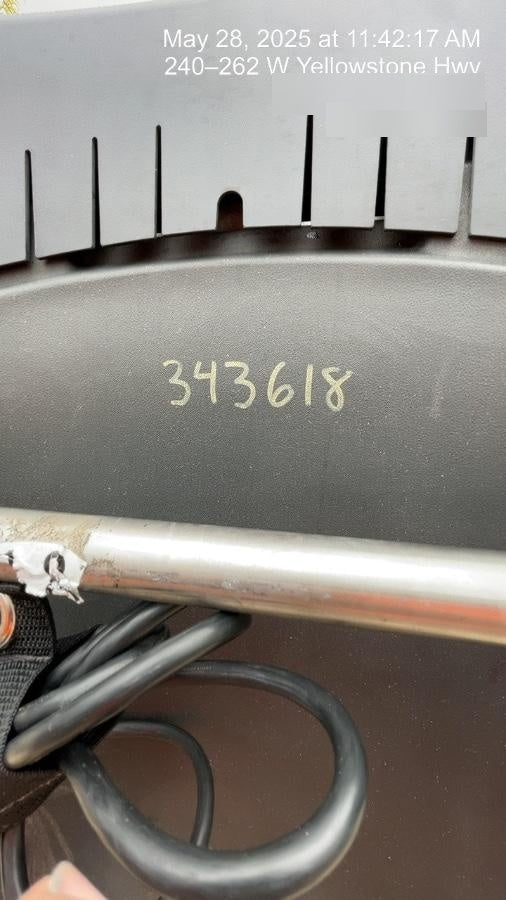 May 28, 2025 at 11:42:17 AM
240–262 W Yellowstone Hwy
343618